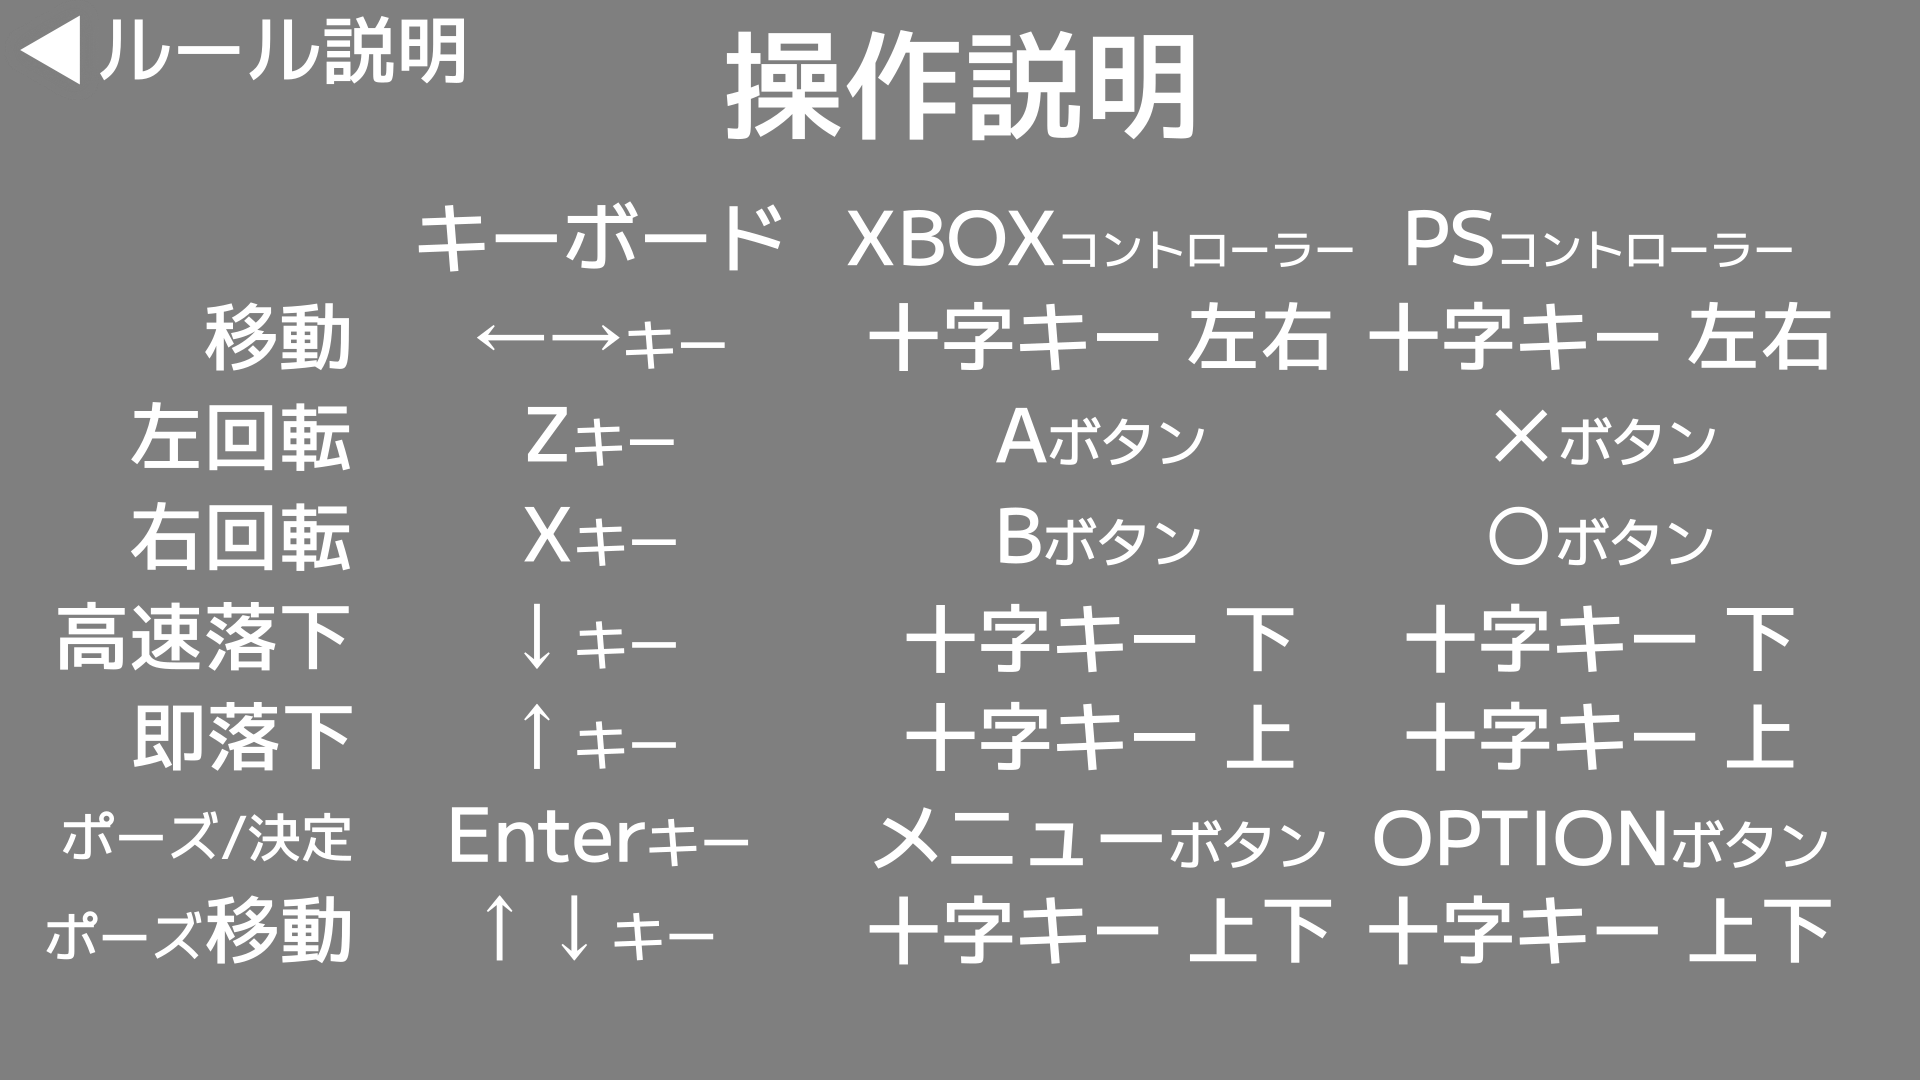 ◀ルール説明
操作説明
キーボード XBOXコントローラー PSコントローラー
移動 ←→キー 十字キー 左右 十字キー 左右
左回転 Zキー Aボタン ×ボタン
右回転 Xキー Bボタン ○ボタン
高速落下 ↓キー 十字キー 下 十字キー 下
即落下 ↑キー 十字キー 上 十字キー 上
ポーズ/決定 Enterキー メニューボタン OPTIONボタン
ポーズ移動 ↑↓キー 十字キー 上下 十字キー 上下